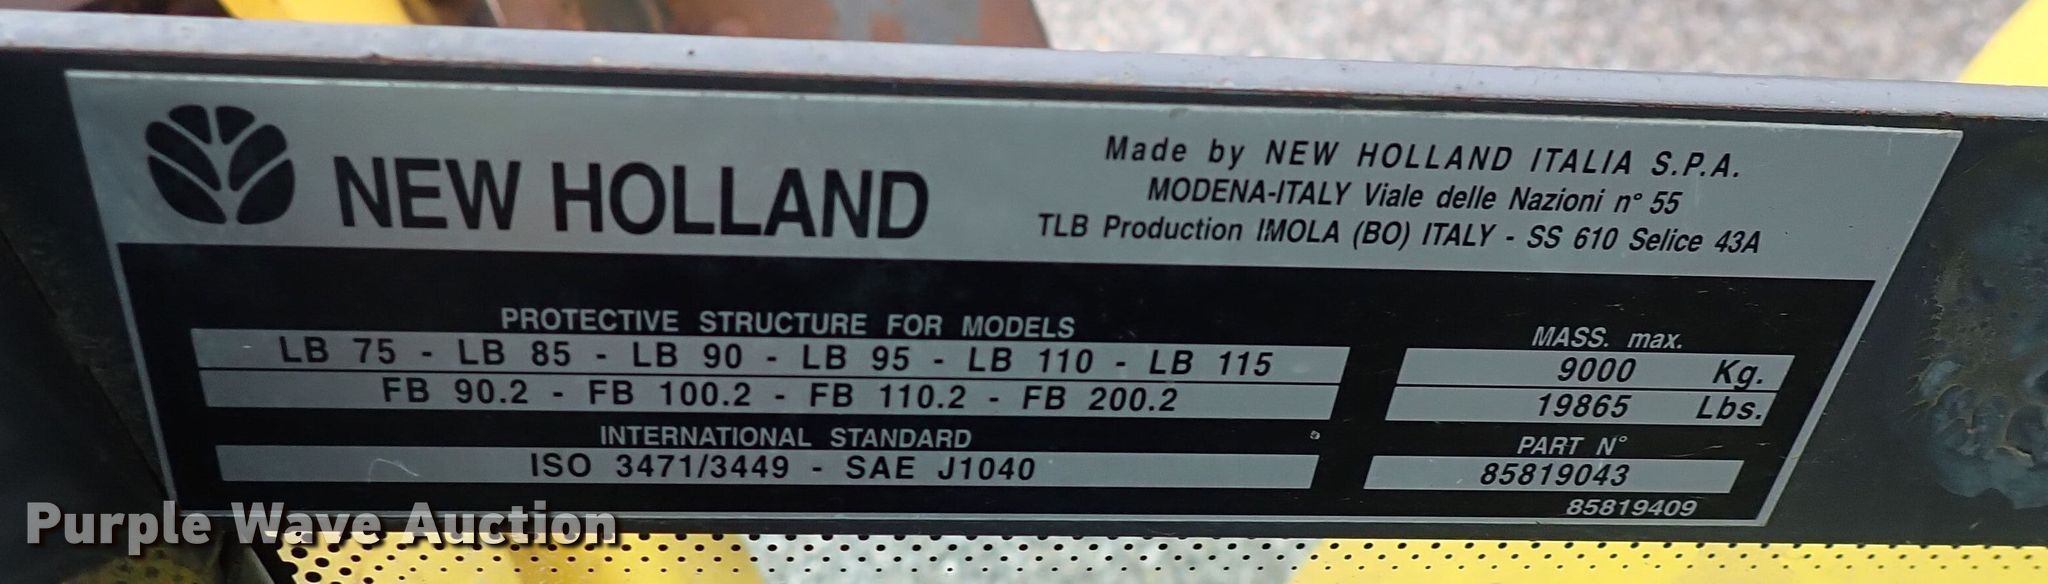 NEW HOLLAND
Made by NEW HOLLAND ITALIA S.P.A.
MODENA-ITALY Viale delle Nazioni n° 55
TLB Production IMOLA (BO) ITALY - SS 610 Selice 43A
PROTECTIVE STRUCTURE FOR MODELS
LB 75 - LB 85 - LB 90 - LB 95 - LB 110 - LB 115
FB 90.2 - FB 100.2 - FB 110.2 - FB 200.2
INTERNATIONAL STANDARD
ISO 3471/3449 - SAE J1040
MASS. max.
9000 Kg.
19865 Lbs.
PART N°
85819043
85819409
Purple Wave Auction